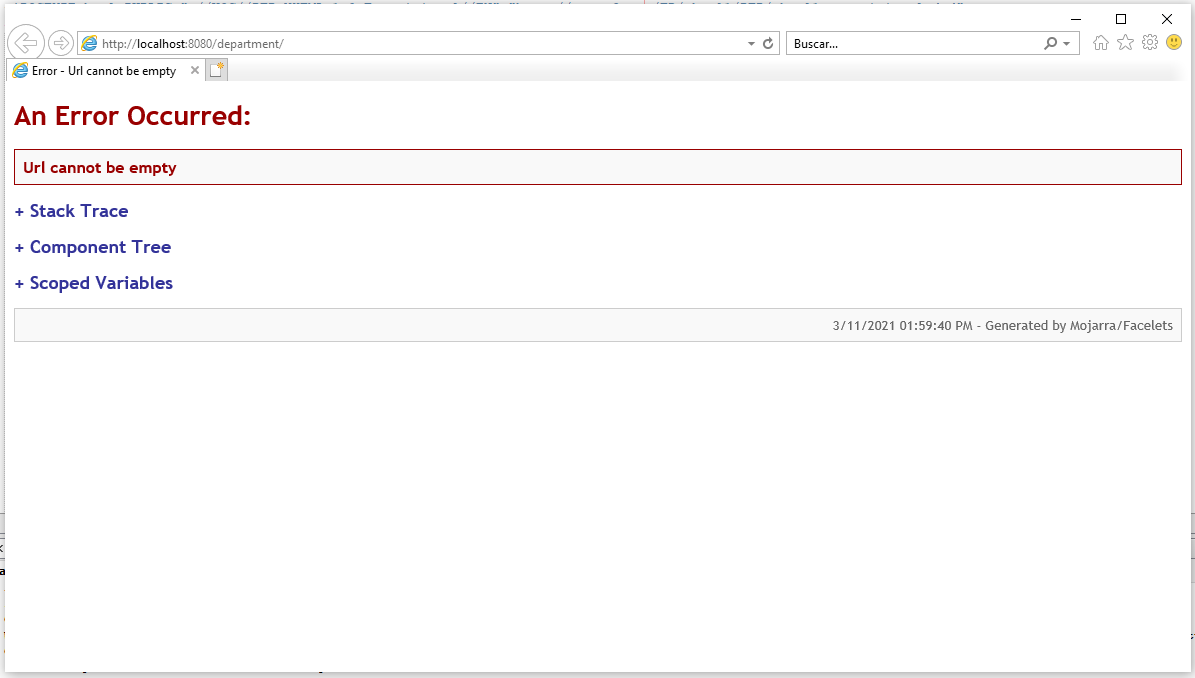 http://localhost:8080/department/
Buscar...
Error - Url cannot be empty
An Error Occurred:
Url cannot be empty
+ Stack Trace
+ Component Tree
+ Scoped Variables
3/11/2021 01:59:40 PM - Generated by Mojarra/Facelets